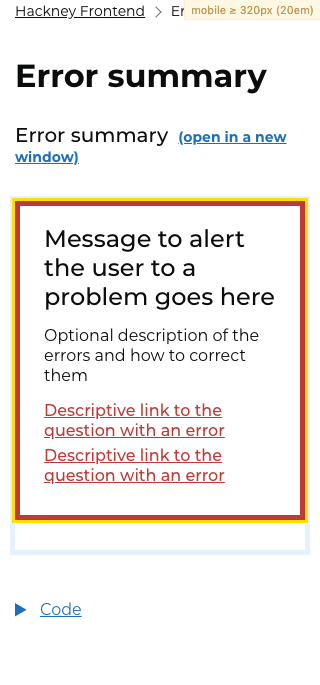 Hackney Frontend > Er
mobile ≥ 320px (20em)
Error summary
Error summary (open in a new
window)
Message to alert
the user to a
problem goes here
Optional description of the
errors and how to correct
them
Descriptive link to the
question with an error
Descriptive link to the
question with an error
Code